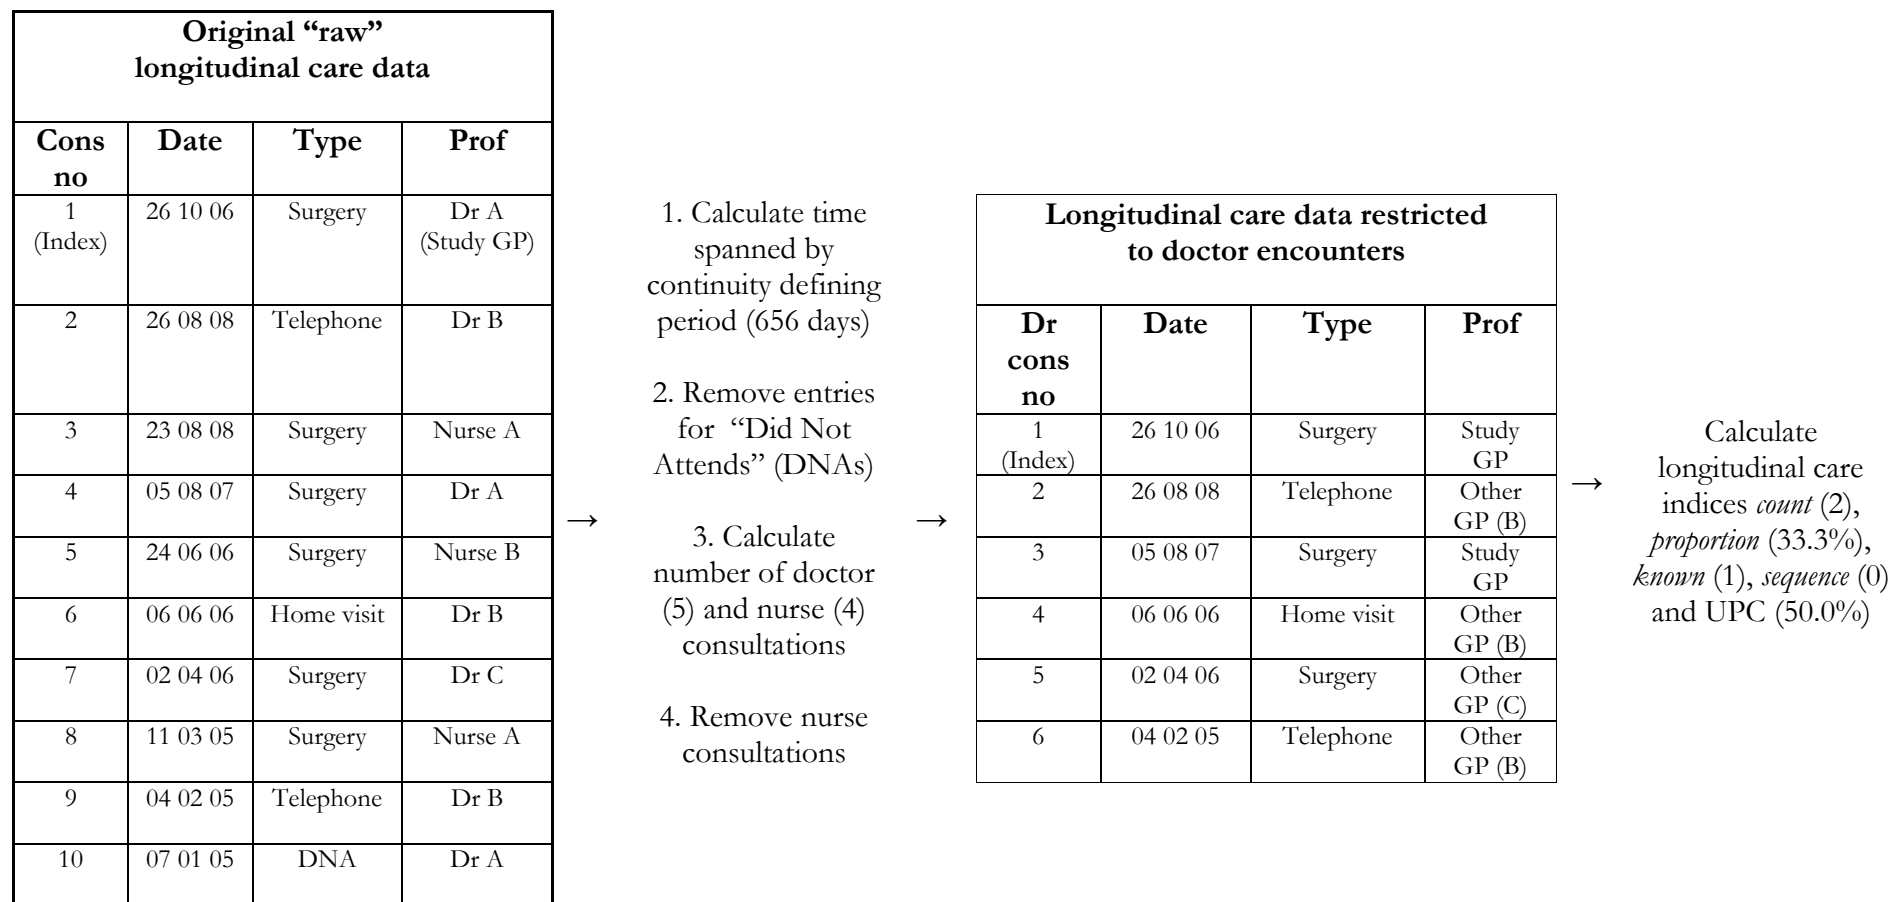 Original “raw”
longitudinal care data
Cons no Date Type Prof
1 (Index) 26 10 06 Surgery Dr A (Study GP)
2 26 08 08 Telephone Dr B
3 23 08 08 Surgery Nurse A
4 05 08 07 Surgery Dr A
5 24 06 06 Surgery Nurse B
6 06 06 06 Home visit Dr B
7 02 04 06 Surgery Dr C
8 11 03 05 Surgery Nurse A
9 04 02 05 Telephone Dr B
10 07 01 05 DNA Dr A
→
1. Calculate time
spanned by
continuity defining
period (656 days)
2. Remove entries
for “Did Not
Attends” (DNAs)
3. Calculate
number of doctor
(5) and nurse (4)
consultations
4. Remove nurse
consultations
→
Longitudinal care data restricted
to doctor encounters
Dr cons no Date Type Prof
1 (Index) 26 10 06 Surgery Study GP
2 26 08 08 Telephone Other GP (B)
3 05 08 07 Surgery Study GP
4 06 06 06 Home visit Other GP (B)
5 02 04 06 Surgery Other GP (C)
6 04 02 05 Telephone Other GP (B)
→
Calculate
longitudinal care
indices count (2),
proportion (33.3%),
known (1), sequence (0)
and UPC (50.0%)